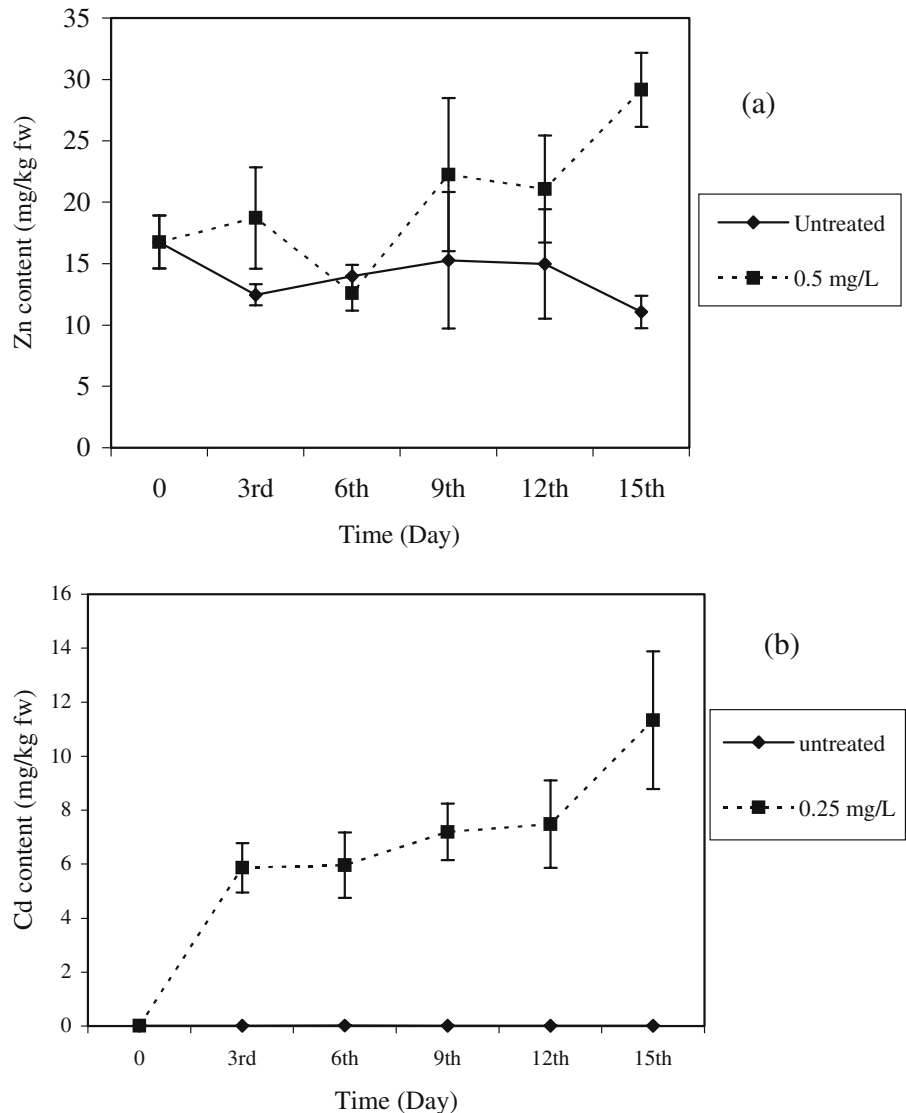 35
30
25
20
15
10
5
0
Zn content (mg/kg fw)
0 3rd 6th 9th 12th 15th
Time (Day)
(a)
Untreated
0.5 mg/L
16
14
12
10
8
6
4
2
0
Cd content (mg/kg fw)
0 3rd 6th 9th 12th 15th
Time (Day)
(b)
untreated
0.25 mg/L